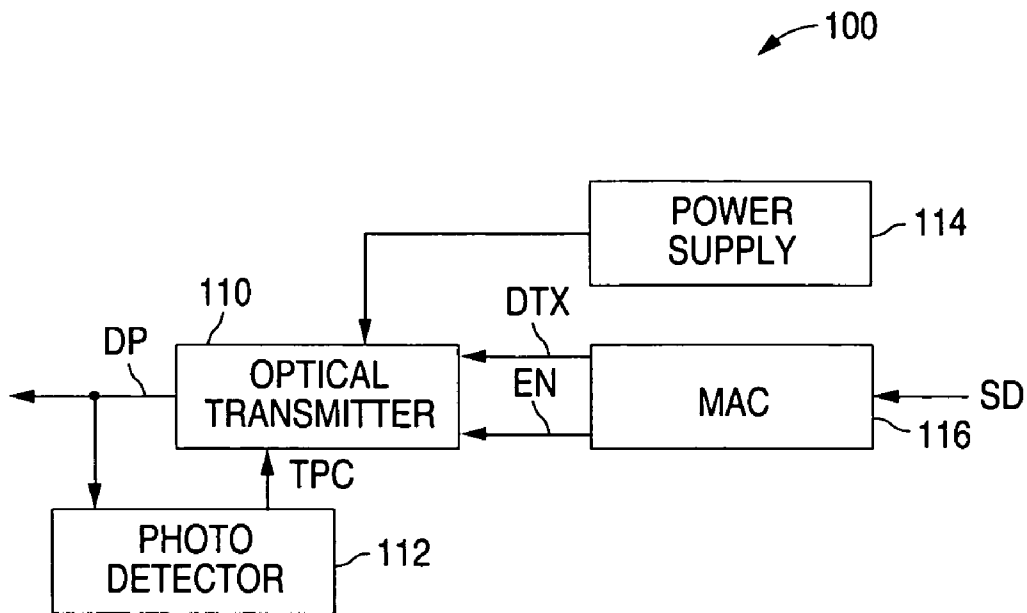 100
POWER
SUPPLY
114
110
DTX
DP
OPTICAL
TRANSMITTER
EN
MAC
SD
116
TPC
PHOTO
DETECTOR
112